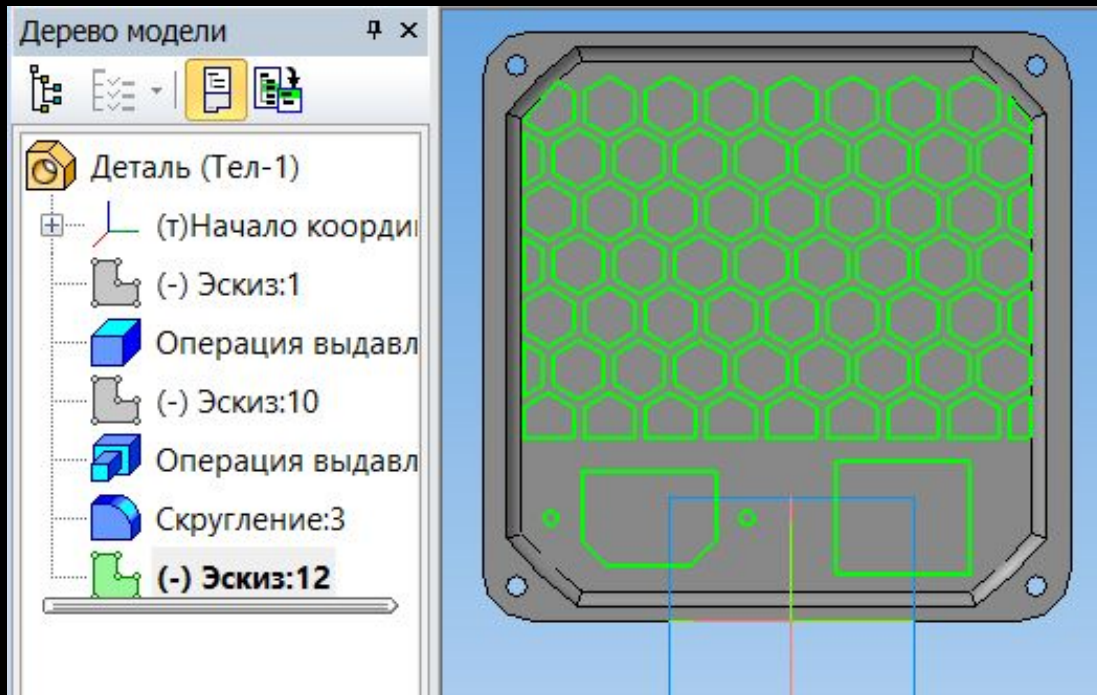 Дерево модели
Деталь (Тел-1)
(т)Начало коорди
(-) Эскиз:1
Операция выдавл
(-) Эскиз:10
Операция выдавл
Скругление:3
(-) Эскиз:12